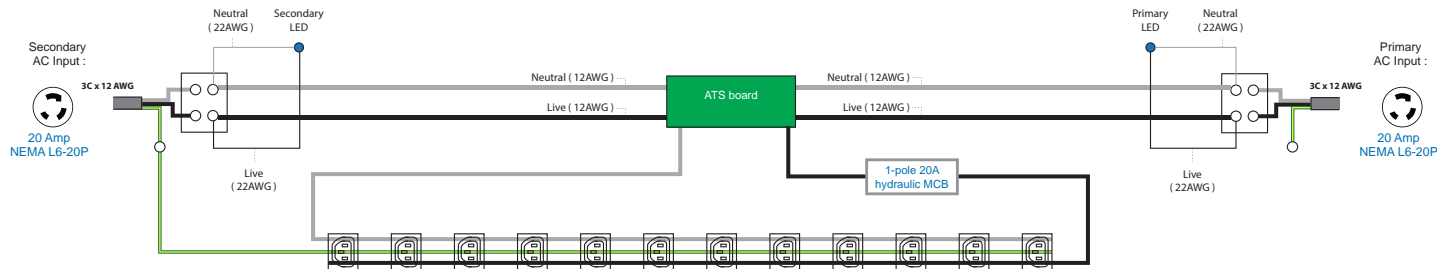 Neutral
( 22AWG )
Secondary
LED
Primary
LED
Neutral
( 22AWG )
Secondary
AC Input :
3C x 12 AWG
20 Amp
NEMA L6-20P
Neutral ( 12AWG )
Live ( 12AWG )
ATS board
Neutral ( 12AWG )
Live ( 12AWG )
Primary
AC Input :
3C x 12 AWG
20 Amp
NEMA L6-20P
Live
( 22AWG )
1-pole 20A
hydraulic MCB
Live
( 22AWG )